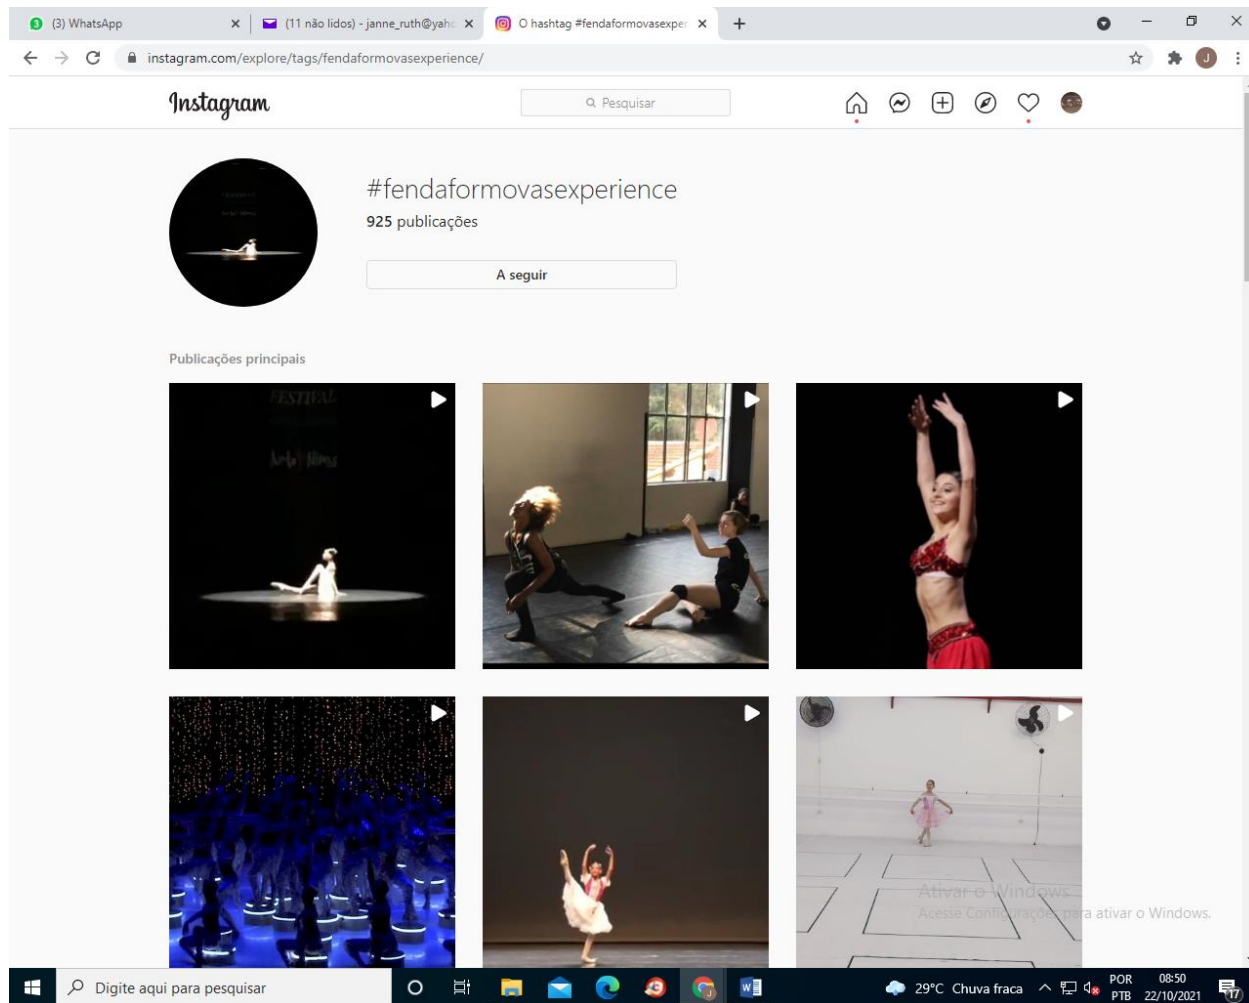 3 (3) WhatsApp
(11 não lidos) - janne_ruth@yaho
O hashtag #fendaformovasexper
instagram.com/explore/tags/fendaformovasexperience/
J
Instagram
Pesquisar
#fendaformovasexperience
925 publicações
A seguir
Publicações principais
FESTIVAL
Ativar o Windows
Acesse Configurações para ativar o Windows.
Digite aqui para pesquisar
29°C Chuva fraca
POR
PTB
08:50
22/10/2021
17